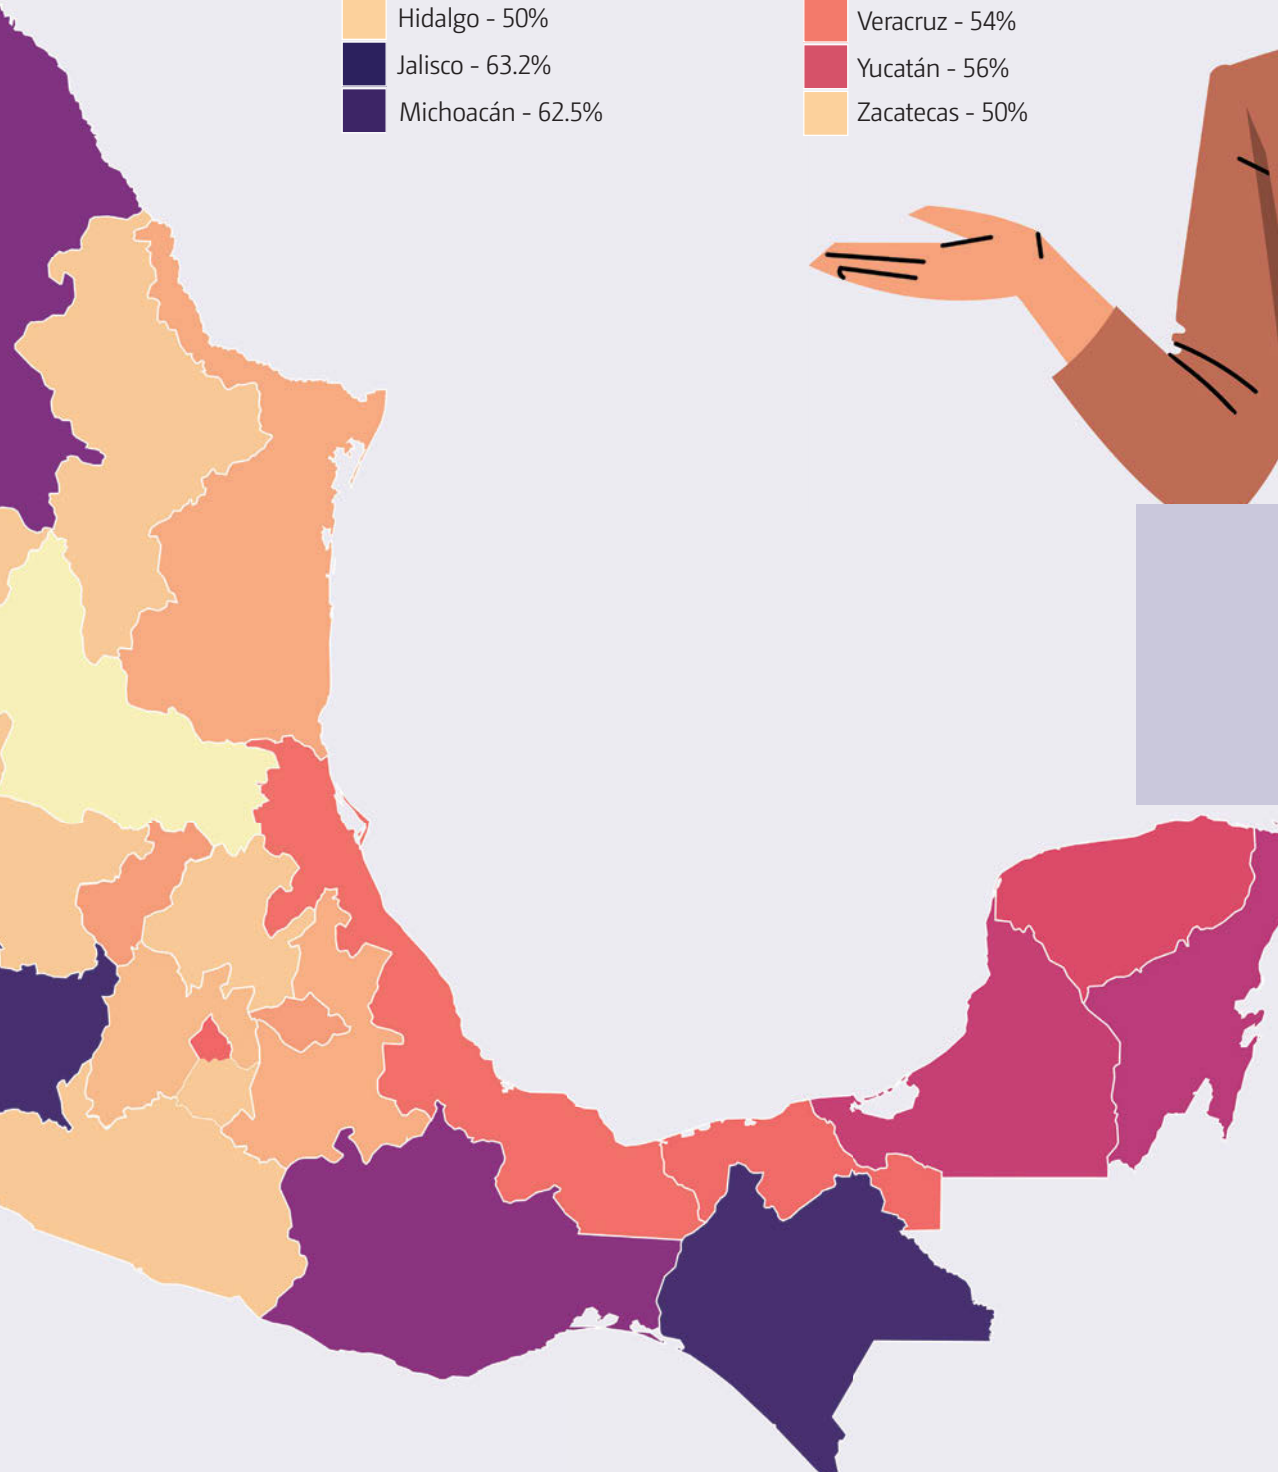 Hidalgo - 50%
Jalisco - 63.2%
Michoacán - 62.5%
Veracruz - 54%
Yucatán - 56%
Zacatecas - 50%